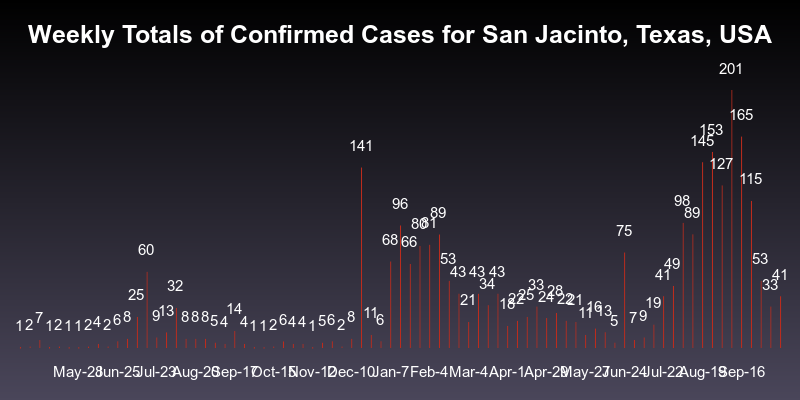 Weekly Totals of Confirmed Cases for San Jacinto, Texas, USA
1 2 7 1 2 1 1 2 4 2 6 8 25 60 9 13 32 8 8 8 5 4 14 4 1 1 2 6 4 4 1 5 6 2 8 141 11 6 68 96 66 80 81 89 53 43 21 43 34 43 18 22 25 33 24 28 22 21 11 16 13 5 75 7 9 19 41 49 98 89 145 153 127 201 165 115 53 33 41
May-28 Jun-25 Jul-23 Aug-20 Sep-17 Oct-15 Nov-12 Dec-10 Jan-7 Feb-4 Mar-4 Apr-1 Apr-29 May-27 Jun-24 Jul-22 Aug-19 Sep-16